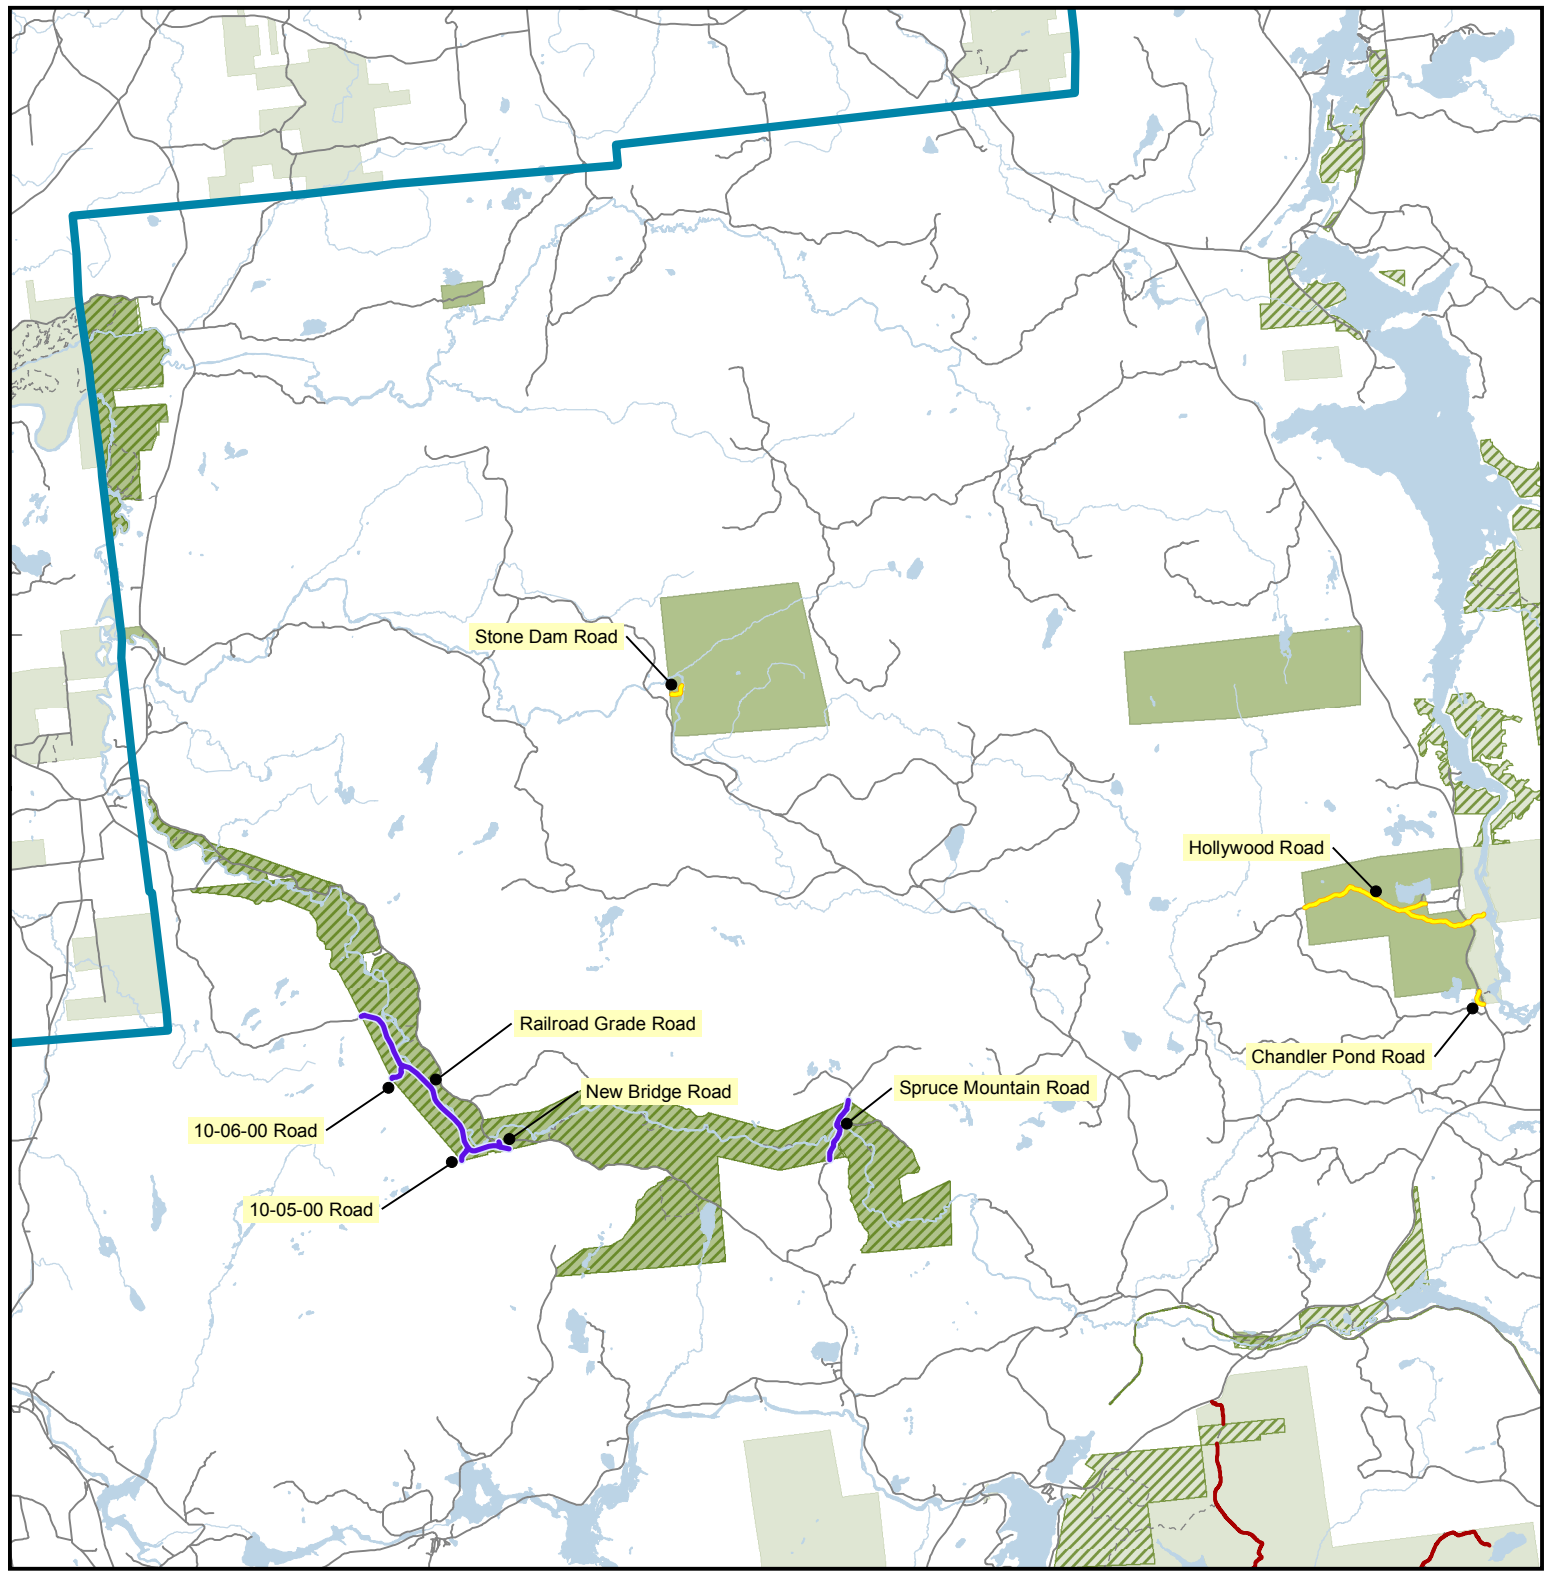 Stone Dam Road
Hollywood Road
Railroad Grade Road
Chandler Pond Road
New Bridge Road
Spruce Mountain Road
10-06-00 Road
10-05-00 Road